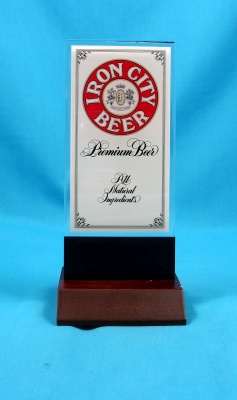 IRON CITY
BEER
Premium Beer
All
Natural
Ingredients